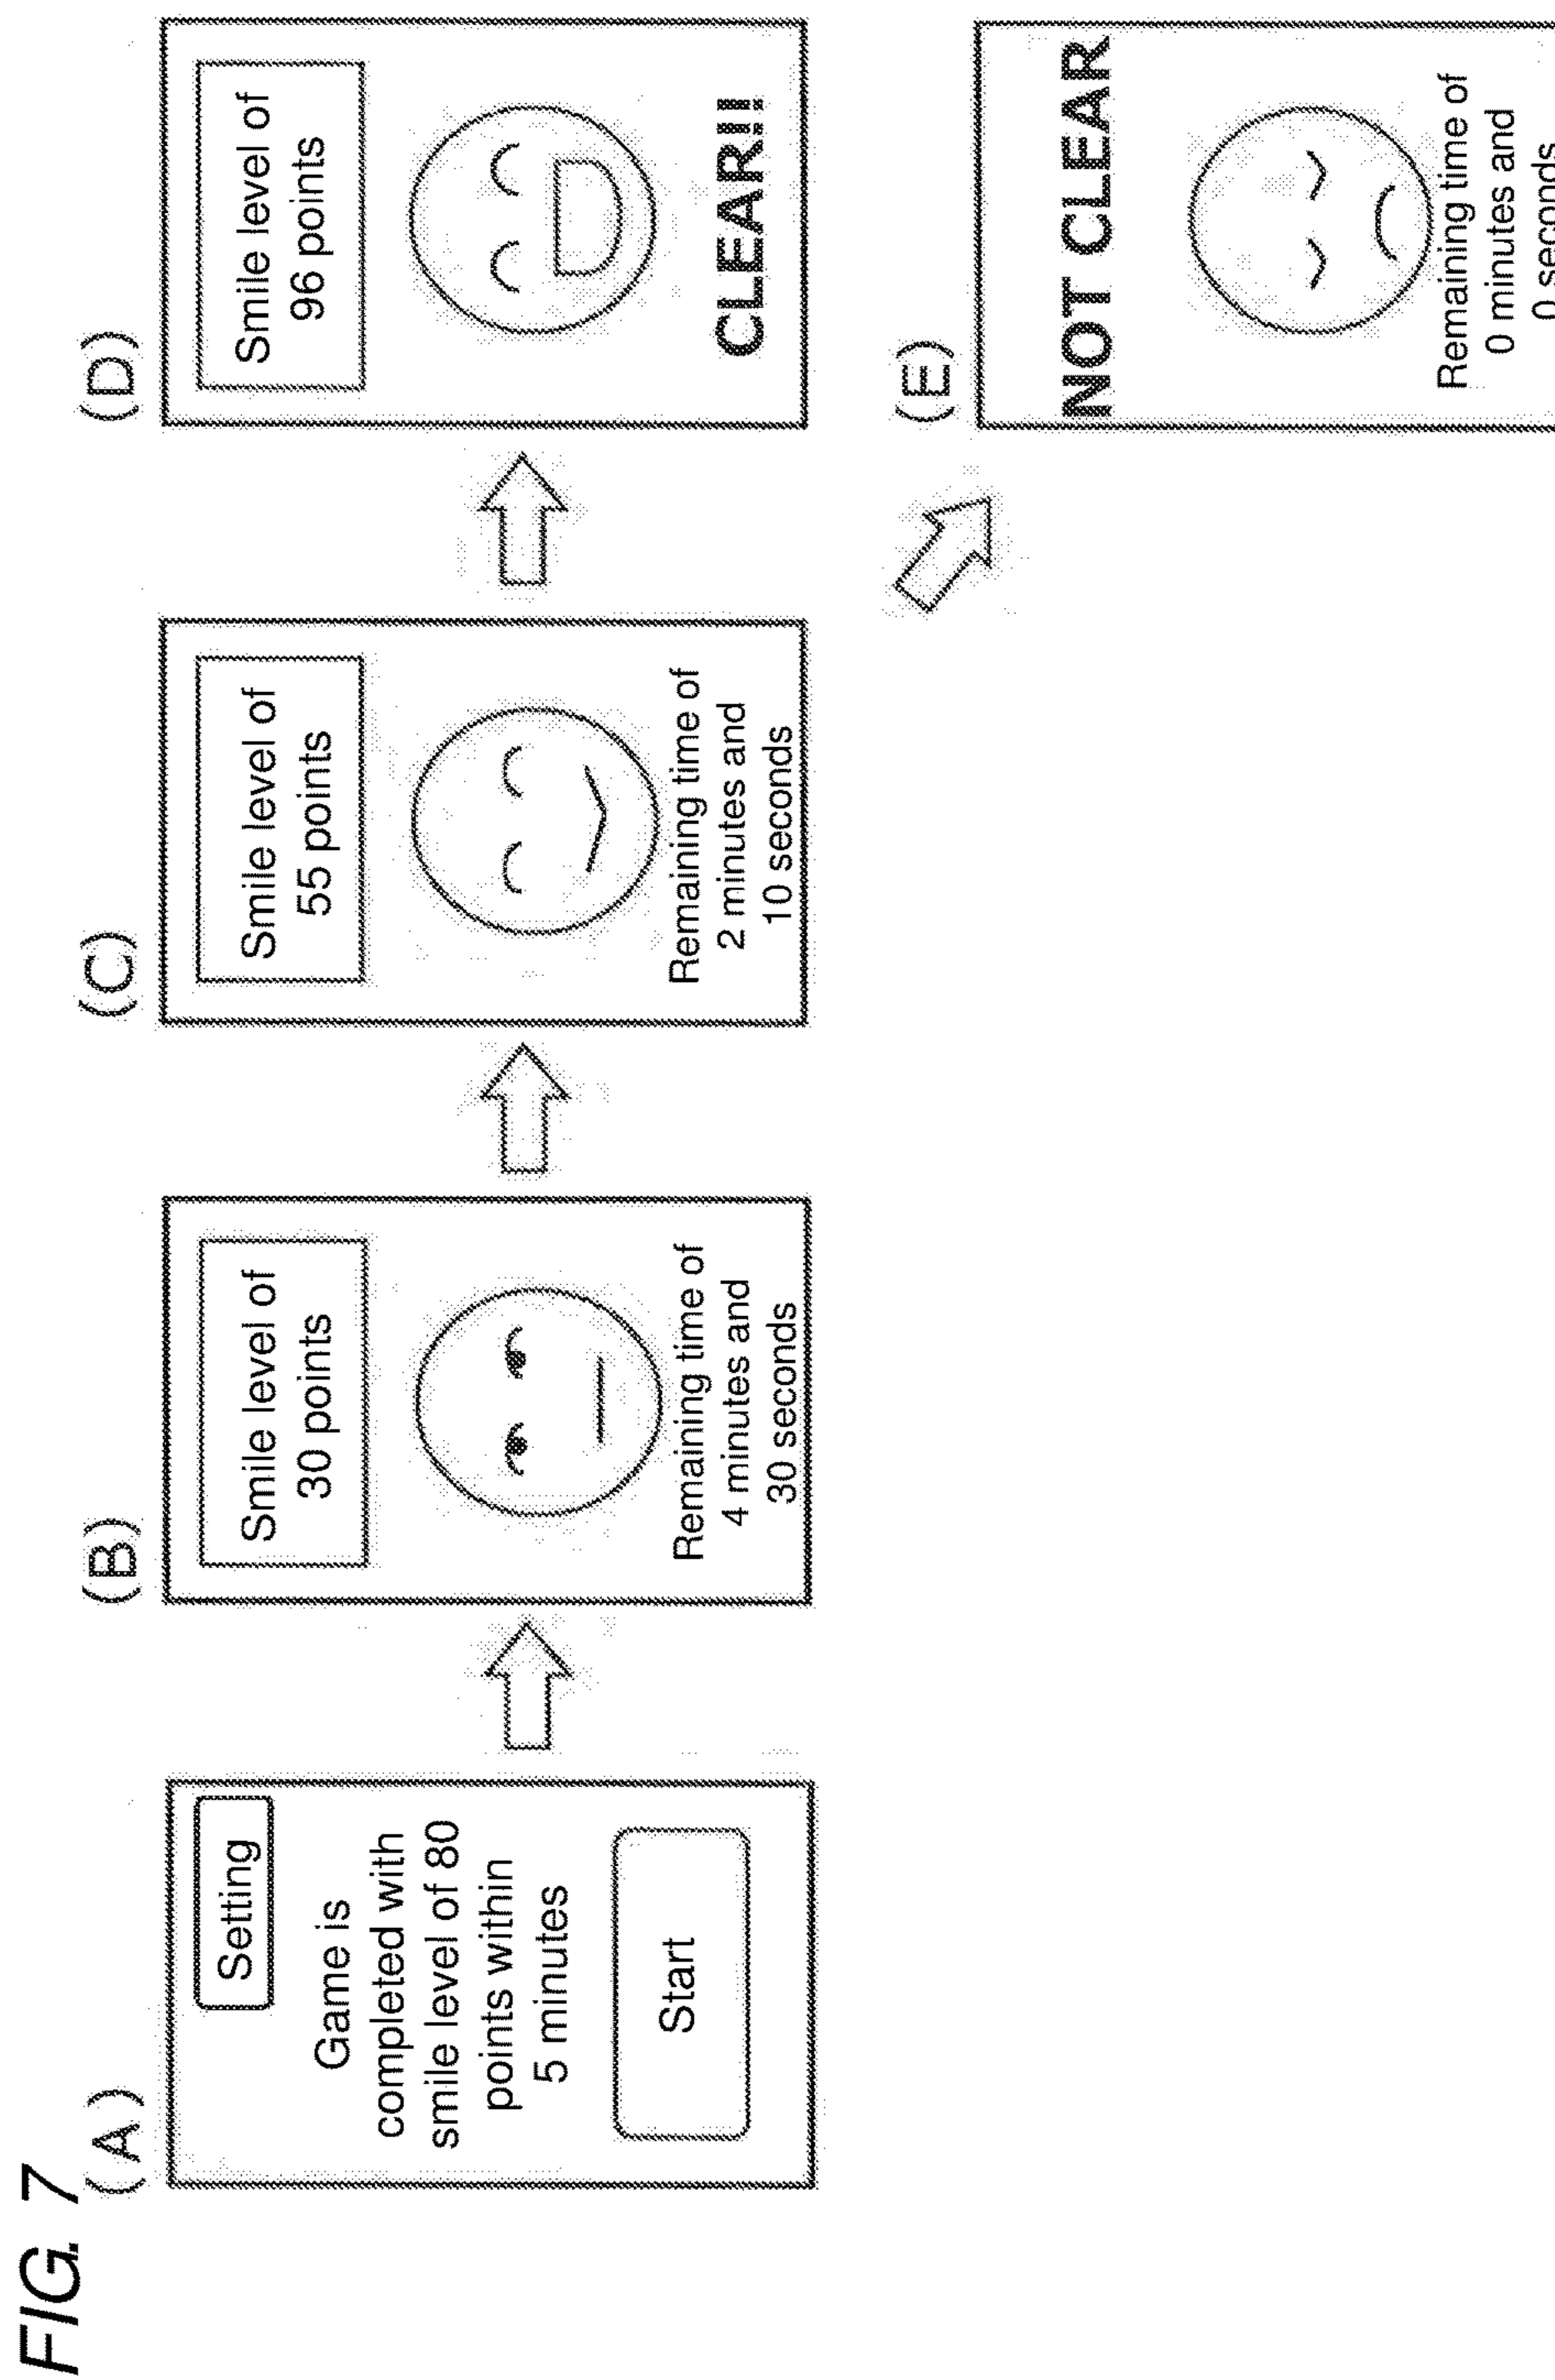 FIG. 7
(A)
Setting
Game is
completed with
smile level of 80
points within
5 minutes
Start
(B)
Smile level of
30 points
Remaining time of
4 minutes and
30 seconds
(C)
Smile level of
55 points
Remaining time of
2 minutes and
10 seconds
(D)
Smile level of
96 points
CLEAR!!!
(E)
NOT CLEAR
Remaining time of
0 minutes and
0 seconds